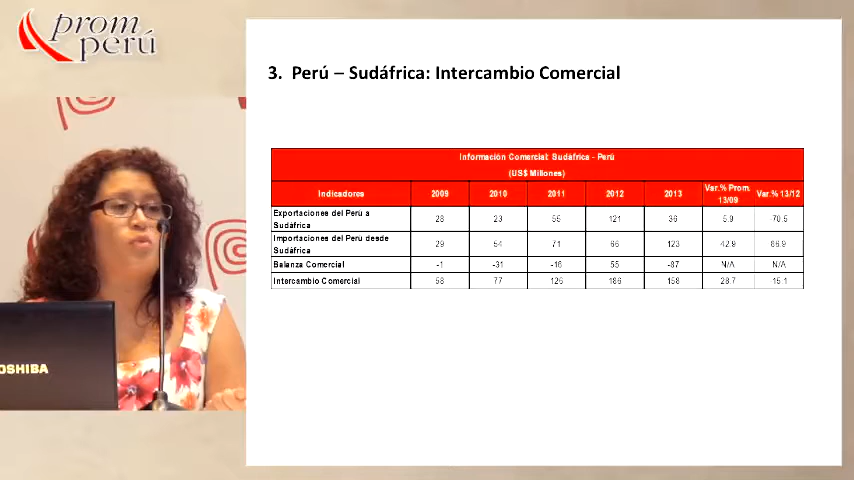 prom
perú
3. Perú – Sudáfrica: Intercambio Comercial
Información Comercial: Sudáfrica - Perú
(US$ Millones)
Indicadores 2009 2010 2011 2012 2013 Var.% Prom. 13/09 Var.% 13/12
Exportaciones del Perú a Sudáfrica 28 23 55 121 36 5.9 70.5
Importaciones del Perú desde Sudáfrica 29 54 71 66 123 42.9 86.9
Balanza Comercial -1 -31 -16 55 -87 N/A N/A
Intercambio Comercial 58 77 126 186 158 28.7 15.1
OSHIBA